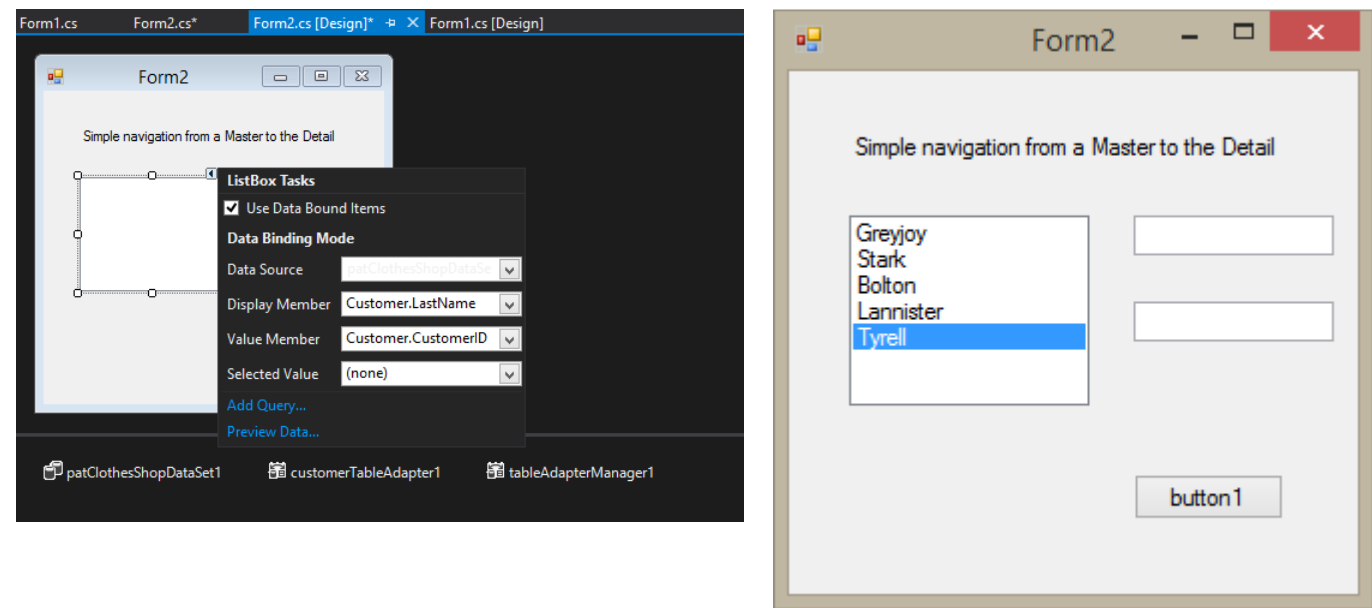 Form1.cs Form2.cs* Form2.cs [Design]* Form1.cs [Design]
Form2
Simple navigation from a Master to the Detail
ListBox Tasks
Use Data Bound Items
Data Binding Mode
Data Source patClothesShopDataSe
Display Member Customer.LastName
Value Member Customer.CustomerID
Selected Value (none)
Add Query...
Preview Data...
patClothesShopDataSet1 customerTableAdapter1 tableAdapterManager1
Form2
Simple navigation from a Master to the Detail
Greyjoy
Stark
Bolton
Lannister
Tyrell
button1